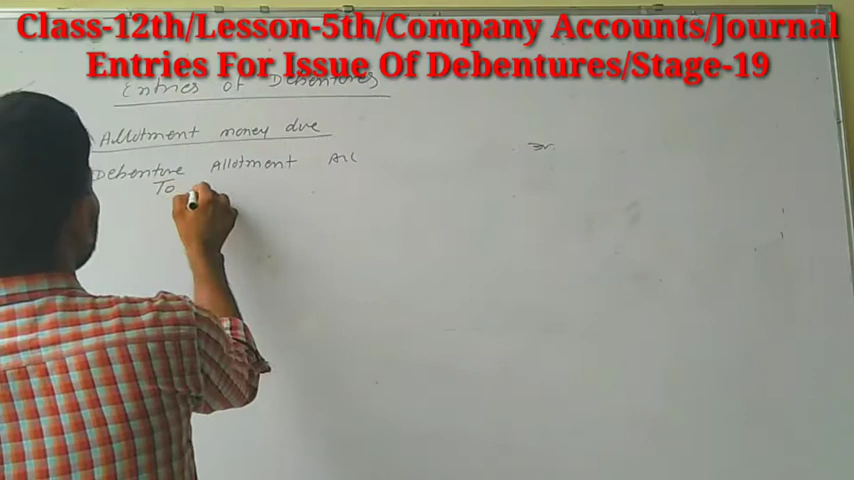 Class-12th/Lesson-5th/Company Accounts/Journal
Entries For Issue Of Debentures/Stage-19
Entries of Debentures
Allotment money due
Debenture Allotment A/c
To